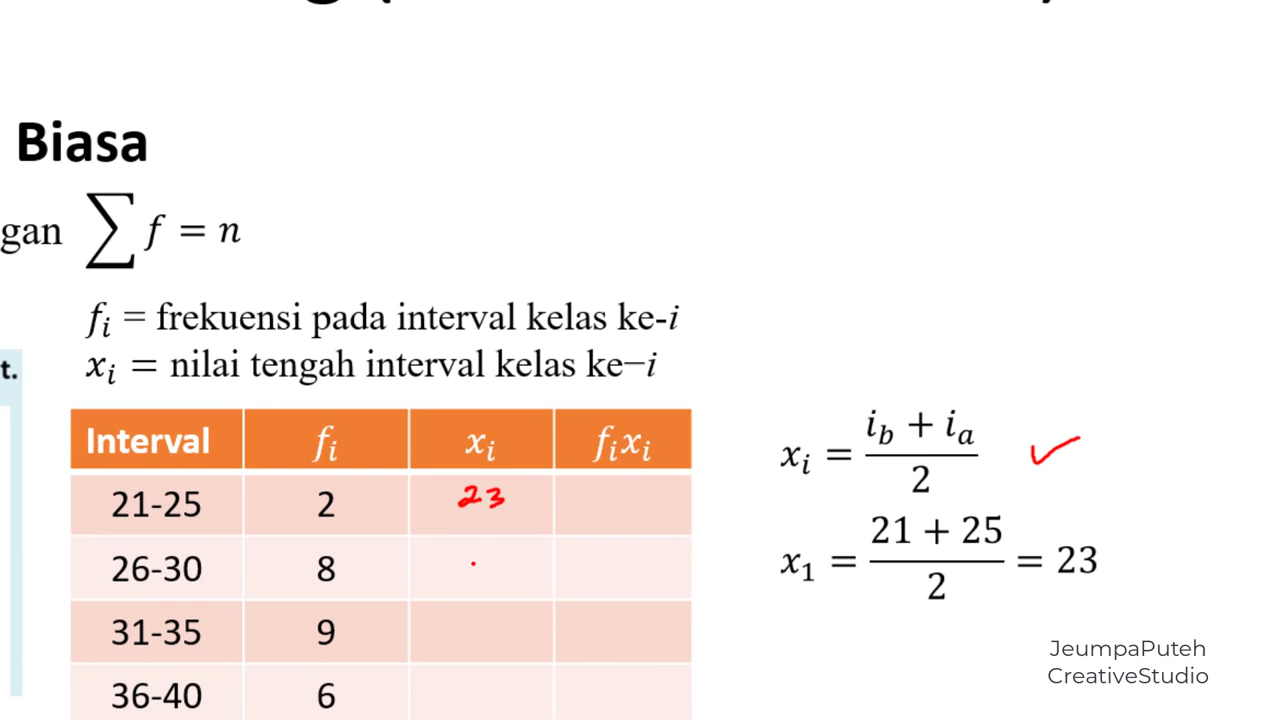 Biasa
gan ∑ f = n
fᵢ = frekuensi pada interval kelas ke-i
xᵢ = nilai tengah interval kelas ke−i
t.
Interval fᵢ xᵢ fᵢxᵢ
21-25 2 23
26-30 8
31-35 9
36-40 6
xᵢ = (i_b + i_a) / 2
x₁ = (21 + 25) / 2 = 23
JeumpaPuteh
CreativeStudio